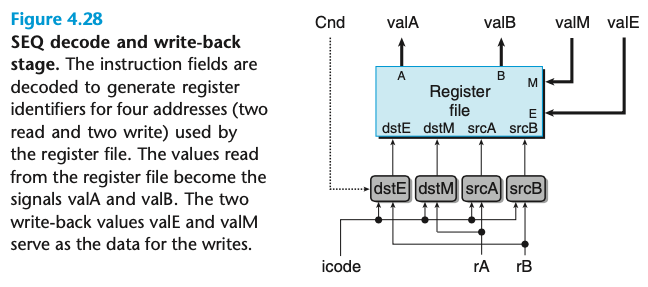 Figure 4.28
SEQ decode and write-back
stage. The instruction fields are
decoded to generate register
identifiers for four addresses (two
read and two write) used by
the register file. The values read
from the register file become the
signals valA and valB. The two
write-back values valE and valM
serve as the data for the writes.
Cnd valA valB valM valE
A B M
Register
file
E
dstE dstM srcA srcB
dstE dstM srcA srcB
icode rA rB